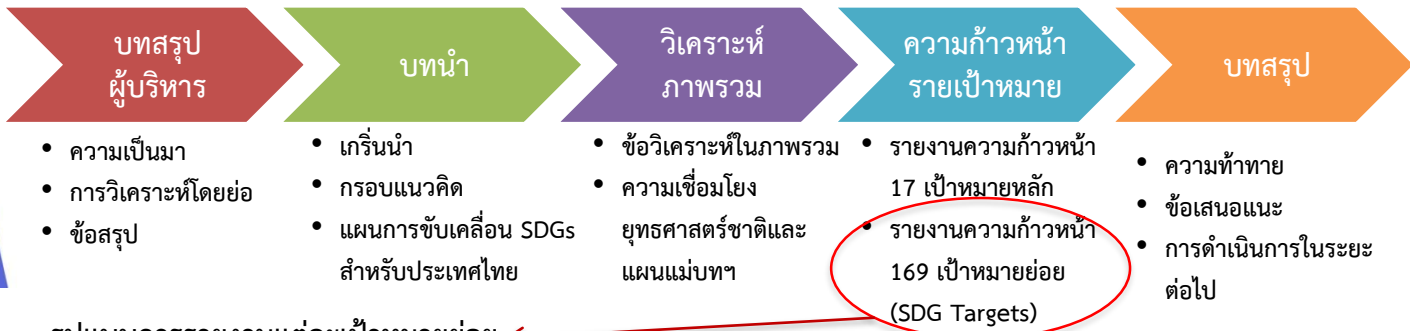 บทสรุป
ผู้บริหาร
บทนำ
วิเคราะห์
ภาพรวม
ความก้าวหน้า
รายเป้าหมาย
บทสรุป
• ความเป็นมา
• การวิเคราะห์โดยย่อ
• ข้อสรุป
• เกริ่นนำ
• กรอบแนวคิด
• แผนการขับเคลื่อน SDGs
สำหรับประเทศไทย
• ข้อวิเคราะห์ในภาพรวม
• ความเชื่อมโยง
ยุทธศาสตร์ชาติและ
แผนแม่บทฯ
• รายงานความก้าวหน้า
17 เป้าหมายหลัก
• รายงานความก้าวหน้า
169 เป้าหมายย่อย
(SDG Targets)
• ความท้าทาย
• ข้อเสนอแนะ
• การดำเนินการในระยะ
ต่อไป